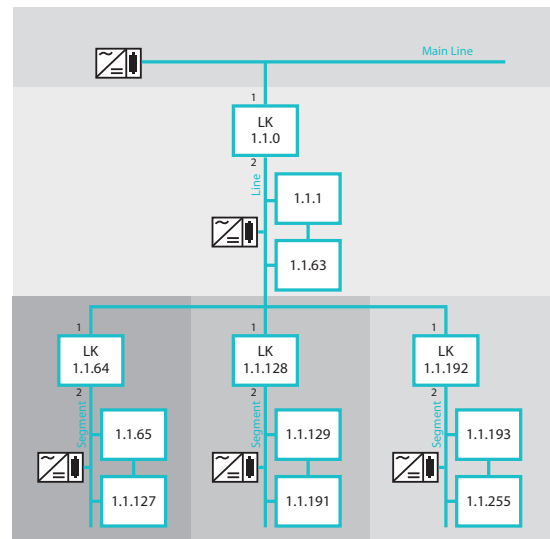 Main Line
1
LK
1.1.0
2
Line
1.1.1
1.1.63
1
LK
1.1.64
2
Segment
1.1.65
1.1.127
1
LK
1.1.128
2
Segment
1.1.129
1.1.191
1
LK
1.1.192
2
Segment
1.1.193
1.1.255